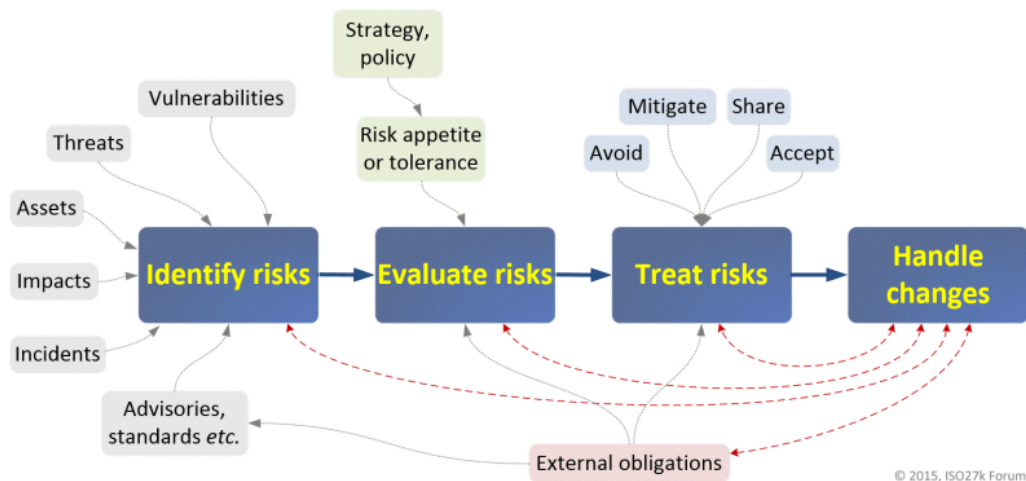 Strategy,
policy
Vulnerabilities
Mitigate
Share
Threats
Risk appetite
or tolerance
Avoid
Accept
Assets
Identify risks
Evaluate risks
Treat risks
Handle
changes
Impacts
Incidents
Advisories,
standards etc.
External obligations
© 2015, ISO27k Forum